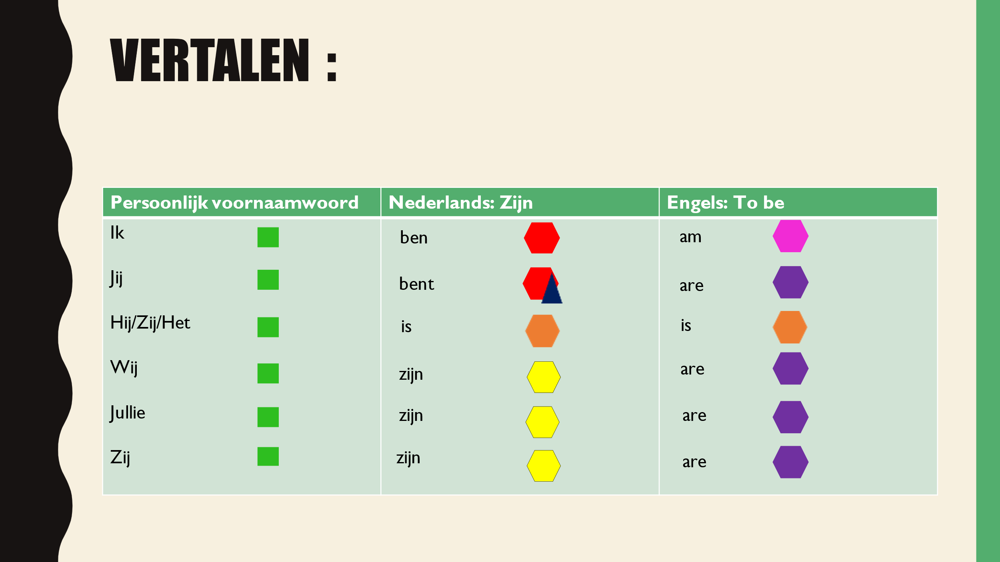 VERTALEN :
Persoonlijk voornaamwoord Nederlands: Zijn Engels: To be
Ik ben am
Jij bent are
Hij/Zij/Het is is
Wij zijn are
Jullie zijn are
Zij zijn are